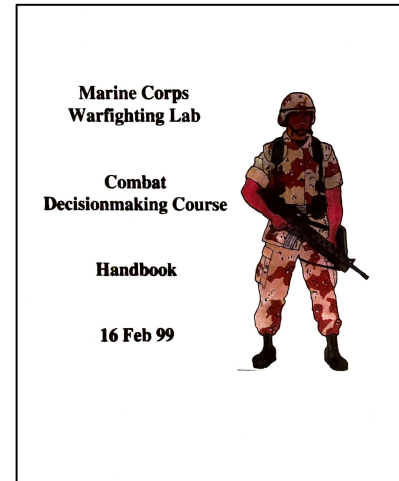 Marine Corps
Warfighting Lab
Combat
Decisionmaking Course
Handbook
16 Feb 99